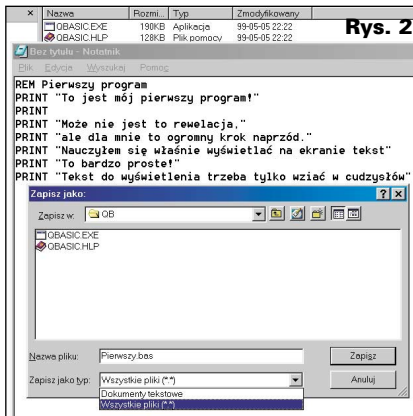 × Nazwa Rozmi... Typ Zmodyfikowany
QBASIC.EXE 190KB Aplikacja 99-05-05 22:22
QBASIC.HLP 128KB Plik pomocy 99-05-05 22:22
Rys. 2
Bez tytułu - Notatnik
Plik Edycja Wyszukaj Pomoc
REM Pierwszy program
PRINT "To jest mój pierwszy program!"
PRINT
PRINT "Może nie jest to rewelacja,"
PRINT "ale dla mnie to ogromny krok naprzód."
PRINT "Nauczyłem się właśnie wyświetlać na ekranie tekst"
PRINT "To bardzo proste!"
PRINT "Tekst do wyświetlenia trzeba tylko wziać w cudzysłów"
Zapisz jako: ? ×
Zapisz w: QB
QBASIC.EXE
QBASIC.HLP
Nazwa pliku: Pierwszy.bas Zapisz
Zapisz jako typ: Wszystkie pliki (*.*) Anuluj
Dokumenty tekstowe
Wszystkie pliki (*.*)